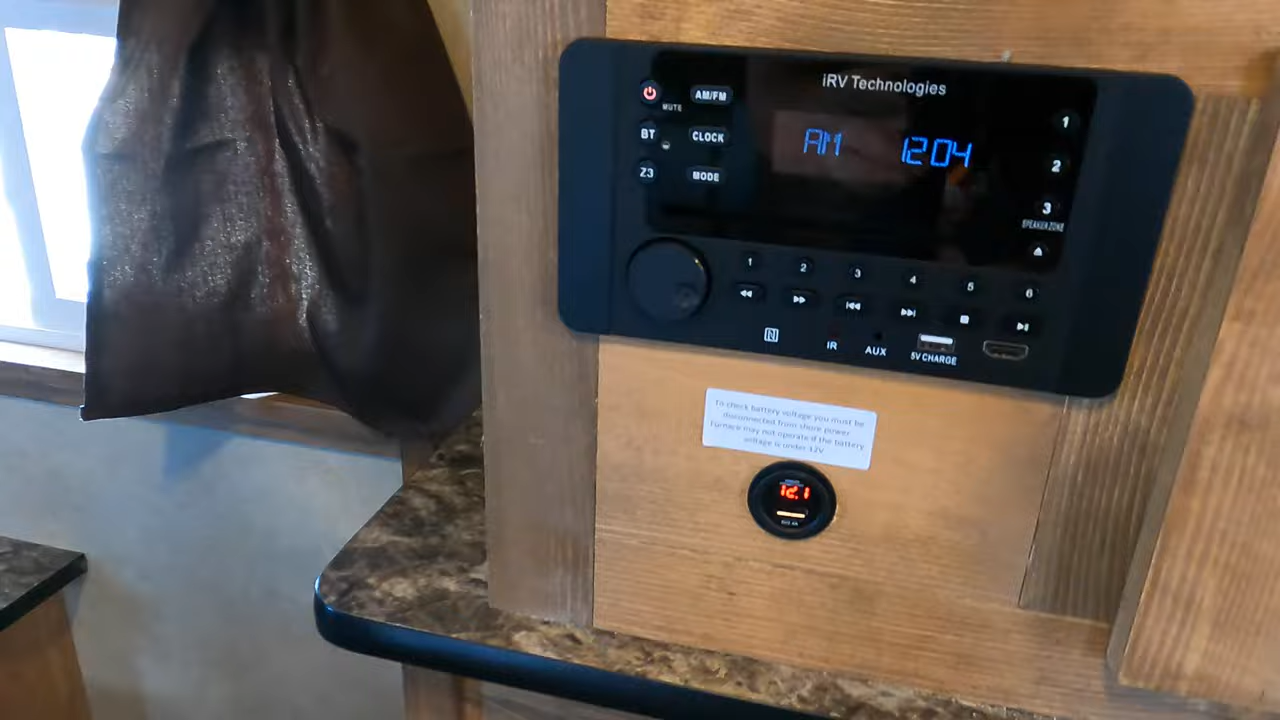 iRV Technologies
MUTE
AM/FM
BT
CLOCK
Z3
MODE
AM 12:04
1
2
3
SPEAKER ZONE
1 2 3 4 5 6
IR
AUX
5V CHARGE
To check battery voltage you must be
disconnected from shore power
Furnace may not operate if the battery
voltage is under 12V
12.1